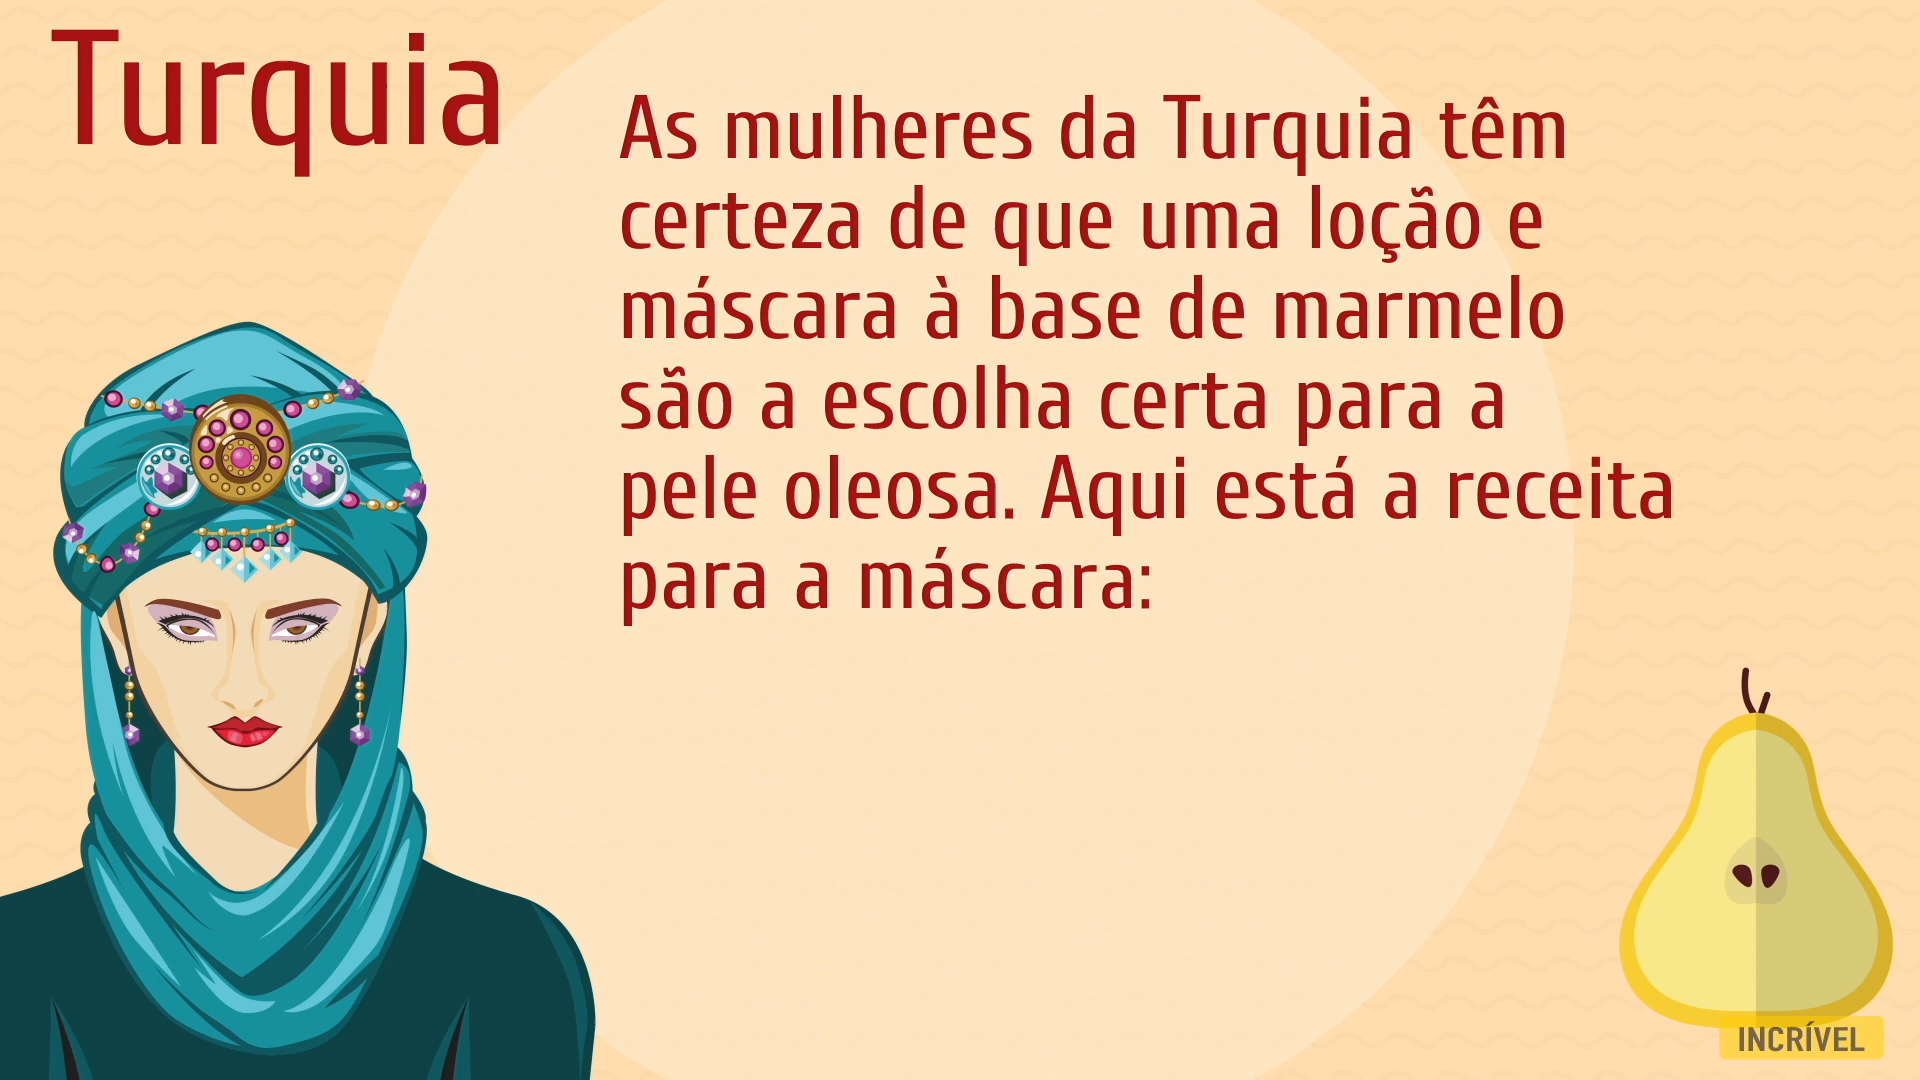 Turquia
As mulheres da Turquia têm
certeza de que uma loção e
máscara à base de marmelo
são a escolha certa para a
pele oleosa. Aqui está a receita
para a máscara:
INCRÍVEL